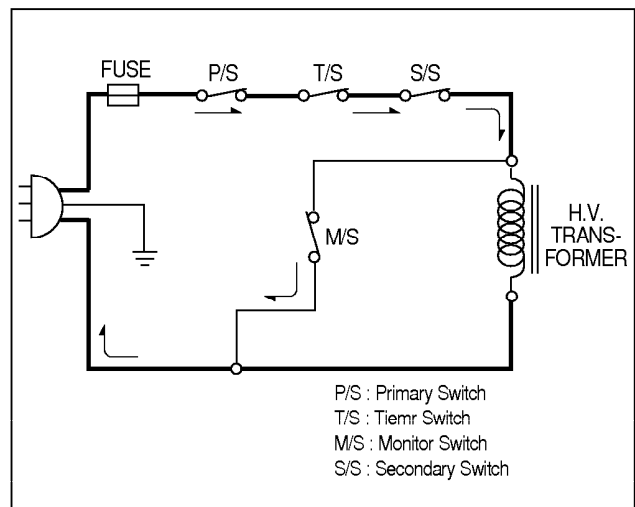 FUSE
P/S
T/S
S/S
M/S
H.V.
TRANS-
FORMER
P/S : Primary Switch
T/S : Tiemr Switch
M/S : Monitor Switch
S/S : Secondary Switch